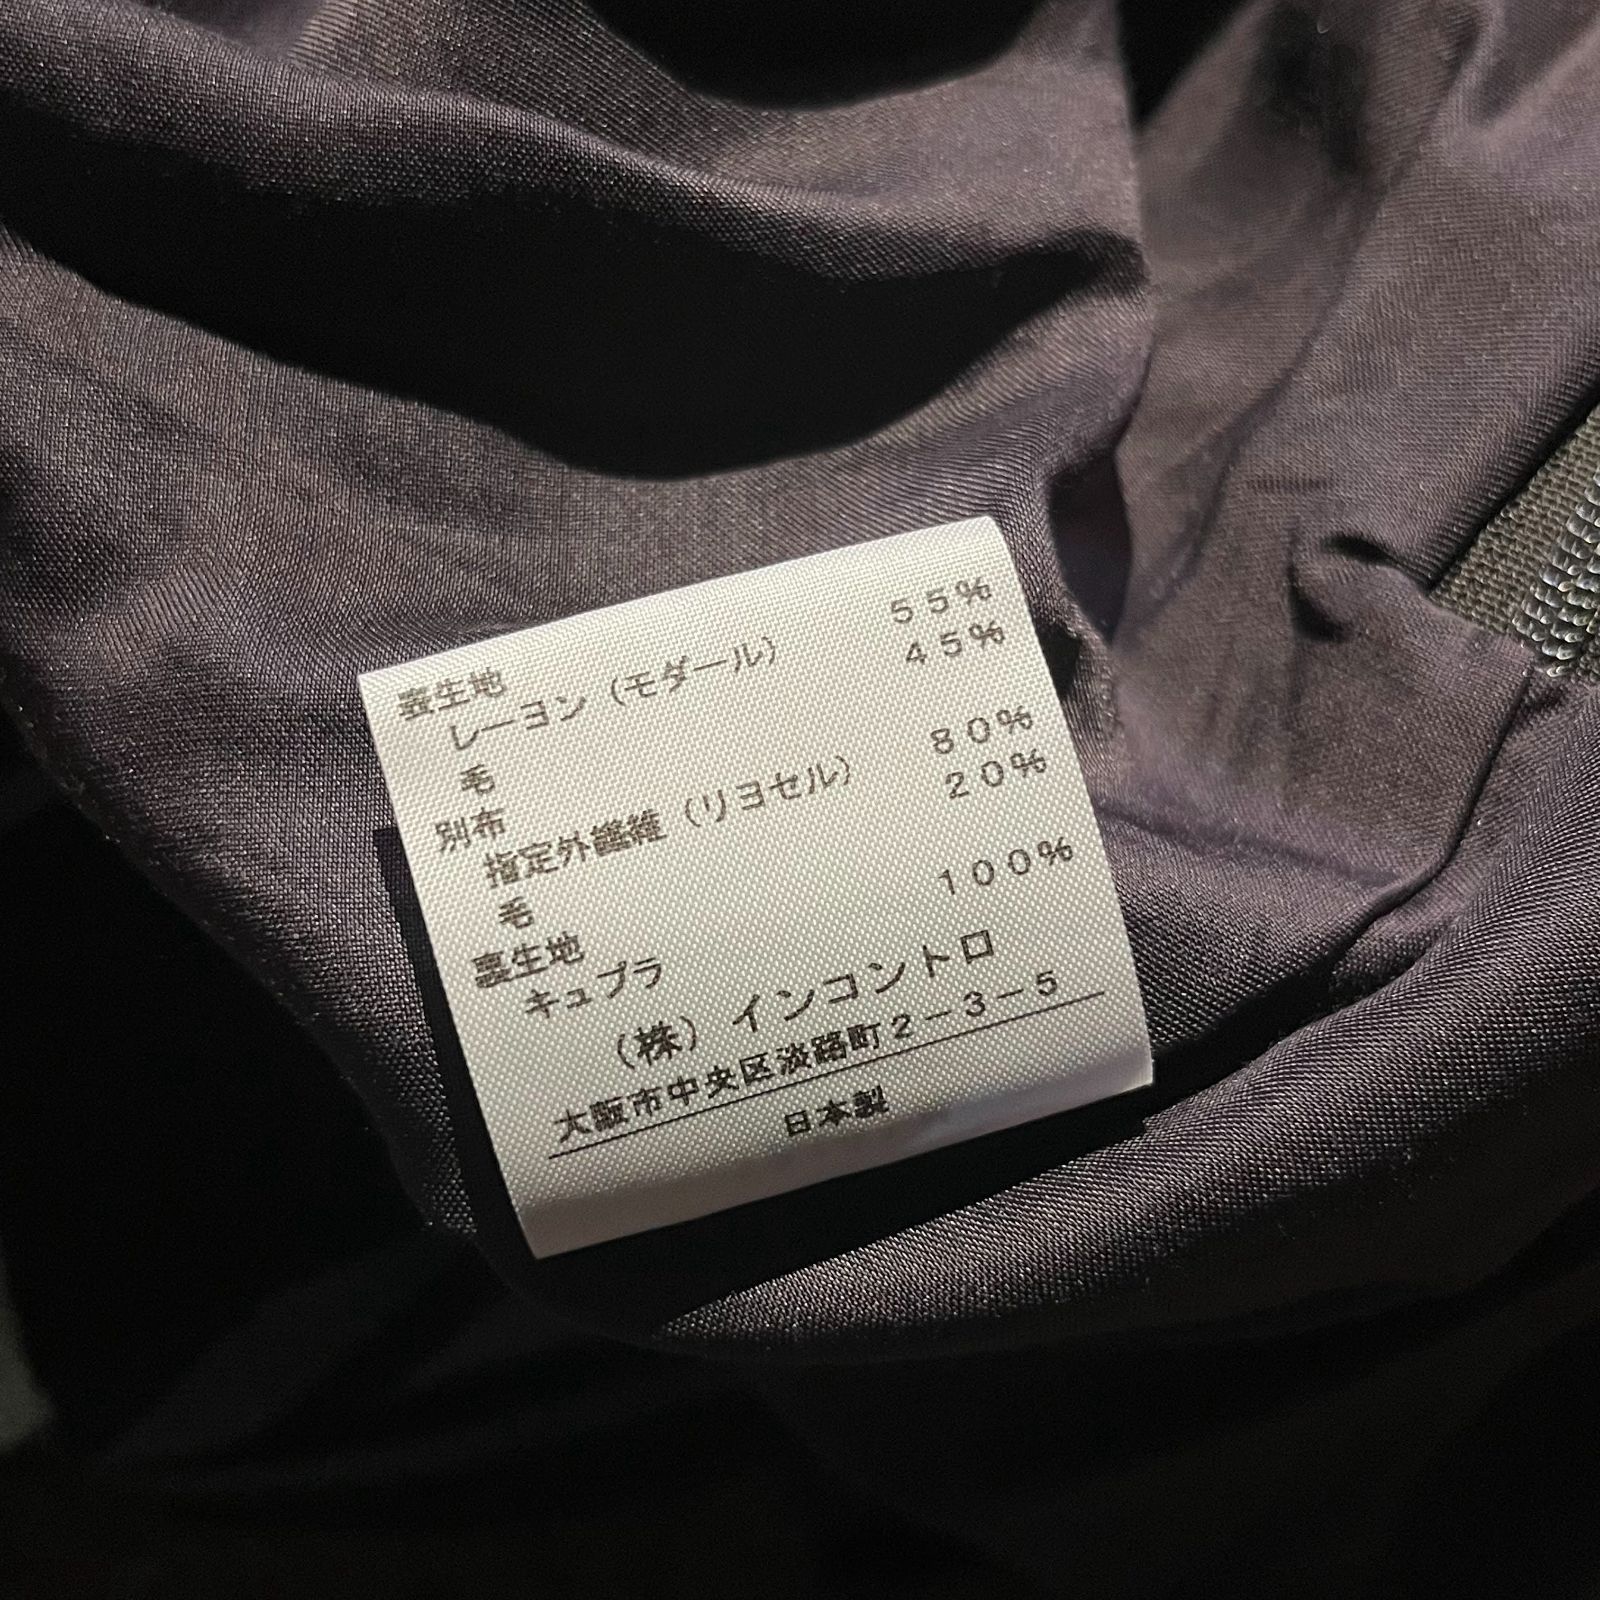 表生地
レーヨン（モダール） 55％
毛 45％
別布
指定外繊維（リヨセル） 80％
毛 20％
裏生地
キュプラ 100％
（株）インコントロ
大阪市中央区淡路町2－3－5
日本製